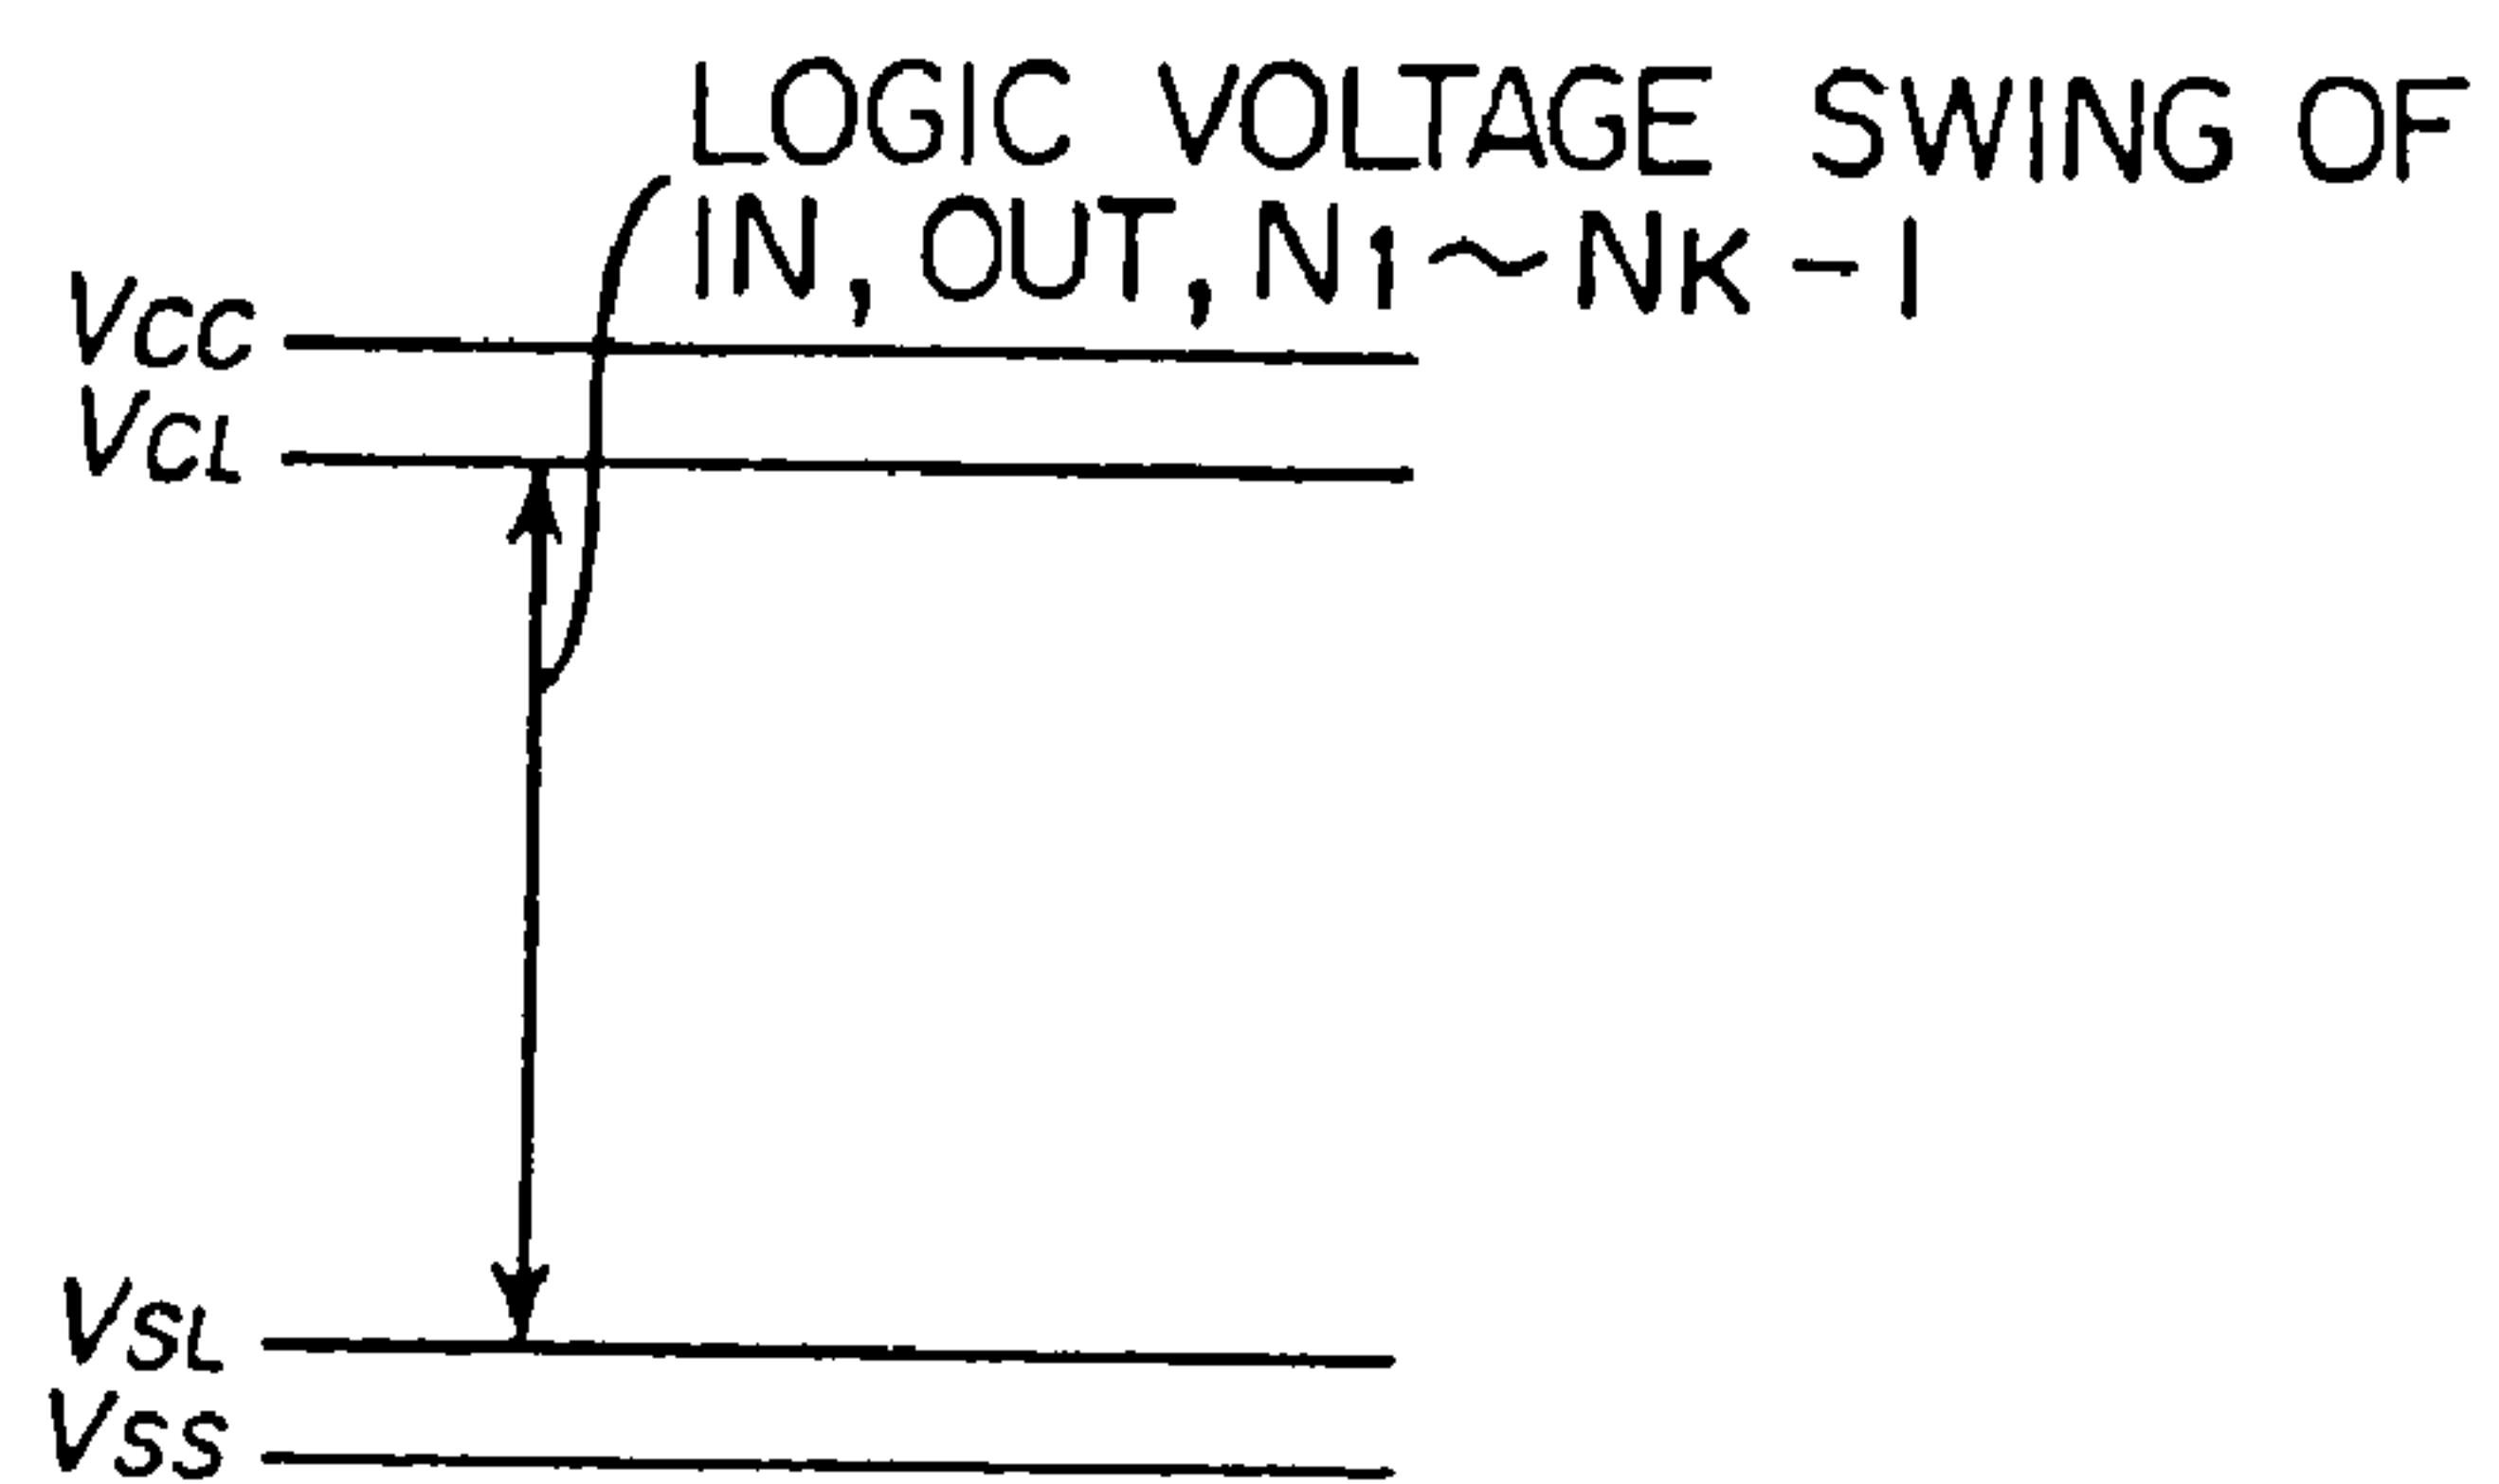 LOGIC VOLTAGE SWING OF
IN, OUT, N1~NK-1
VCC
VCL
VSL
VSS